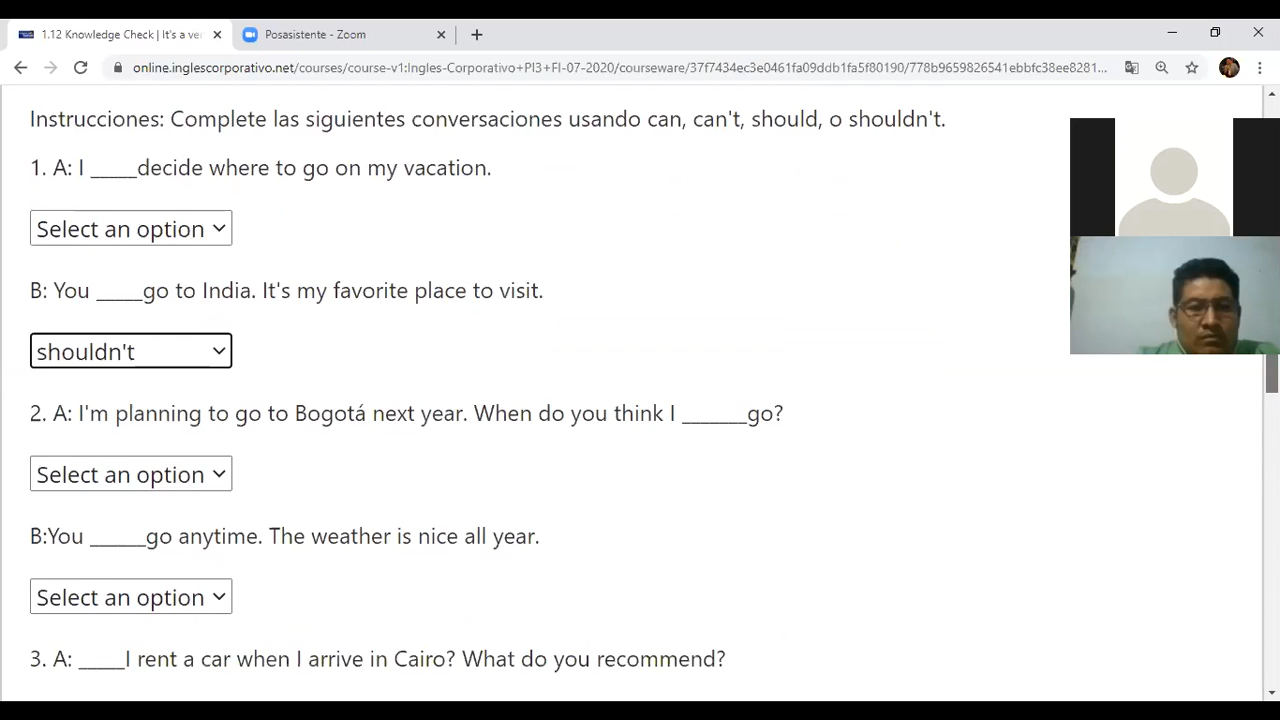 1.12 Knowledge Check | It's a ve
Posasistente - Zoom
online.inglescorporativo.net/courses/course-v1:Ingles-Corporativo+PI3+FI-07-2020/courseware/37f7434ec3e0461fa09ddb1fa5f80190/778b9659826541ebbfc38ee8281...
Instrucciones: Complete las siguientes conversaciones usando can, can't, should, o shouldn't.
1. A: I _____decide where to go on my vacation.
Select an option
B: You _____go to India. It's my favorite place to visit.
shouldn't
2. A: I'm planning to go to Bogotá next year. When do you think I _______go?
Select an option
B:You ______go anytime. The weather is nice all year.
Select an option
3. A: _____I rent a car when I arrive in Cairo? What do you recommend?